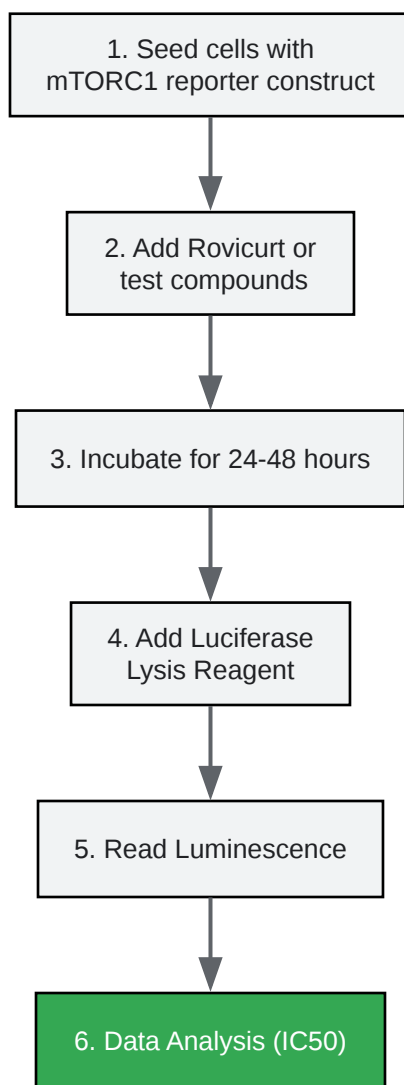 1. Seed cells with
mTORC1 reporter construct
2. Add Rovicurt or
test compounds
3. Incubate for 24-48 hours
4. Add Luciferase
Lysis Reagent
5. Read Luminescence
6. Data Analysis (IC50)